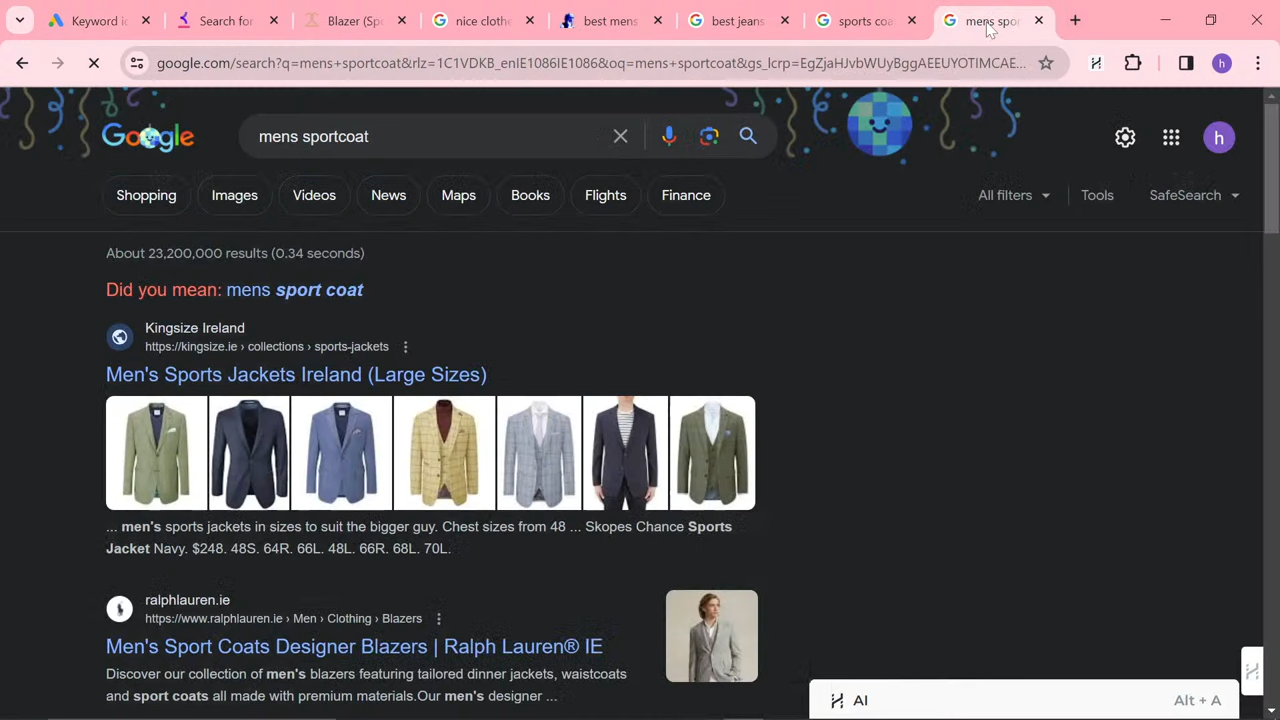 Keyword ic
Search for
Blazer (Sp
nice clothe
best mens
best jeans
sports coa
mens spor
google.com/search?q=mens+sportcoat&rlz=1C1VDKB_enIE1086IE1086&oq=mens+sportcoat&gs_lcrp=EgZjaHJvbWUyBggAEEUYOTIMCAE...
h
Google
mens sportcoat
h
Shopping
Images
Videos
News
Maps
Books
Flights
Finance
All filters
Tools
SafeSearch
About 23,200,000 results (0.34 seconds)
Did you mean: mens sport coat
Kingsize Ireland
https://kingsize.ie › collections › sports-jackets
Men's Sports Jackets Ireland (Large Sizes)
... men's sports jackets in sizes to suit the bigger guy. Chest sizes from 48 ... Skopes Chance Sports
Jacket Navy. $248. 48S. 64R. 66L. 48L. 66R. 68L. 70L.
ralphlauren.ie
https://www.ralphlauren.ie › Men › Clothing › Blazers
Men's Sport Coats Designer Blazers | Ralph Lauren® IE
Discover our collection of men's blazers featuring tailored dinner jackets, waistcoats
and sport coats all made with premium materials.Our men's designer ...
AI
Alt + A